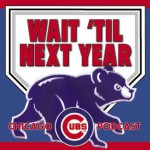 WAIT 'TIL
NEXT YEAR
CHICAGO CUBS PODCAST